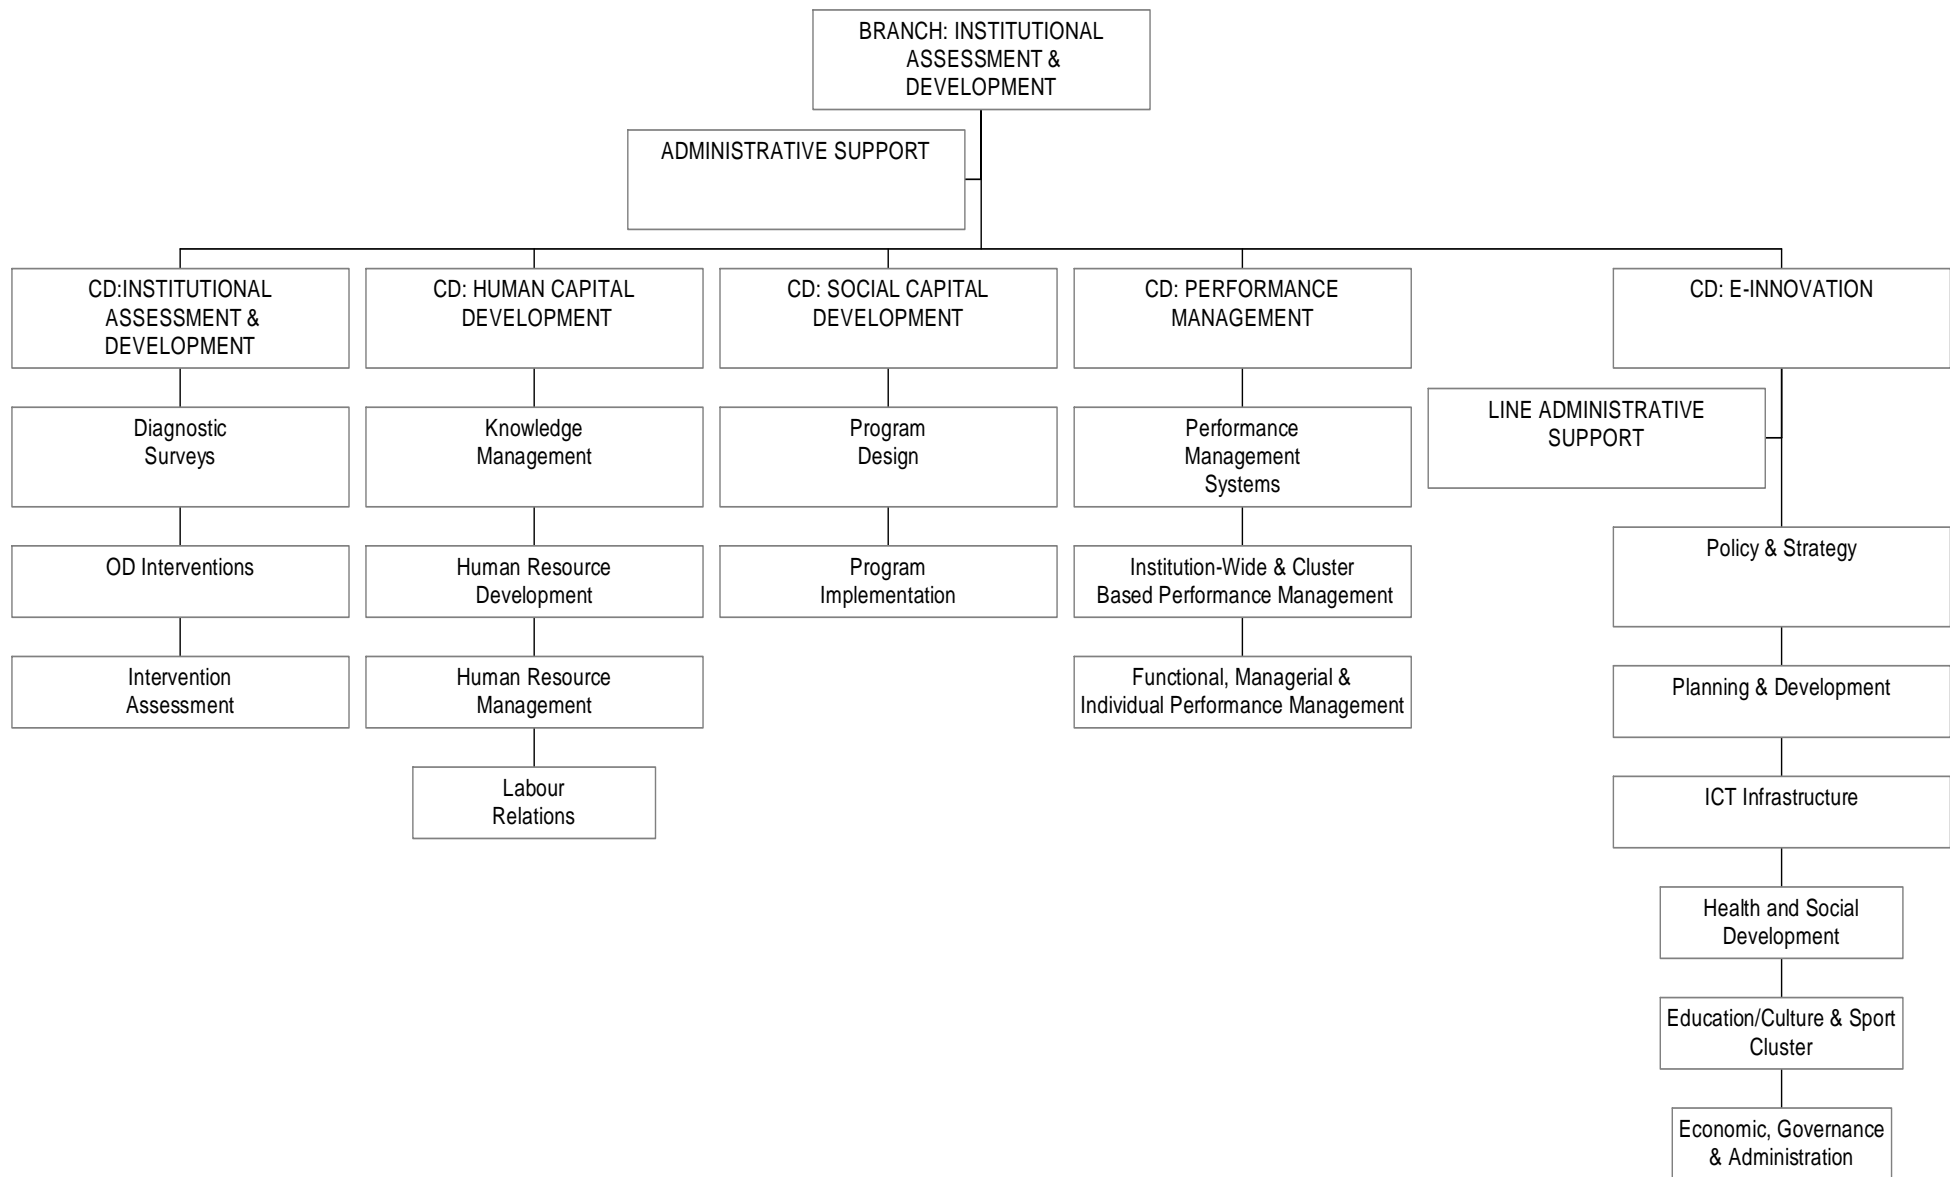 BRANCH: INSTITUTIONAL
ASSESSMENT &
DEVELOPMENT
ADMINISTRATIVE SUPPORT
CD:INSTITUTIONAL
ASSESSMENT &
DEVELOPMENT
Diagnostic
Surveys
OD Interventions
Intervention
Assessment
CD: HUMAN CAPITAL
DEVELOPMENT
Knowledge
Management
Human Resource
Development
Human Resource
Management
Labour
Relations
CD: SOCIAL CAPITAL
DEVELOPMENT
Program
Design
Program
Implementation
CD: PERFORMANCE
MANAGEMENT
Performance
Management
Systems
Institution-Wide & Cluster
Based Performance Management
Functional, Managerial &
Individual Performance Management
CD: E-INNOVATION
LINE ADMINISTRATIVE
SUPPORT
Policy & Strategy
Planning & Development
ICT Infrastructure
Health and Social
Development
Education/Culture & Sport
Cluster
Economic, Governance
& Administration